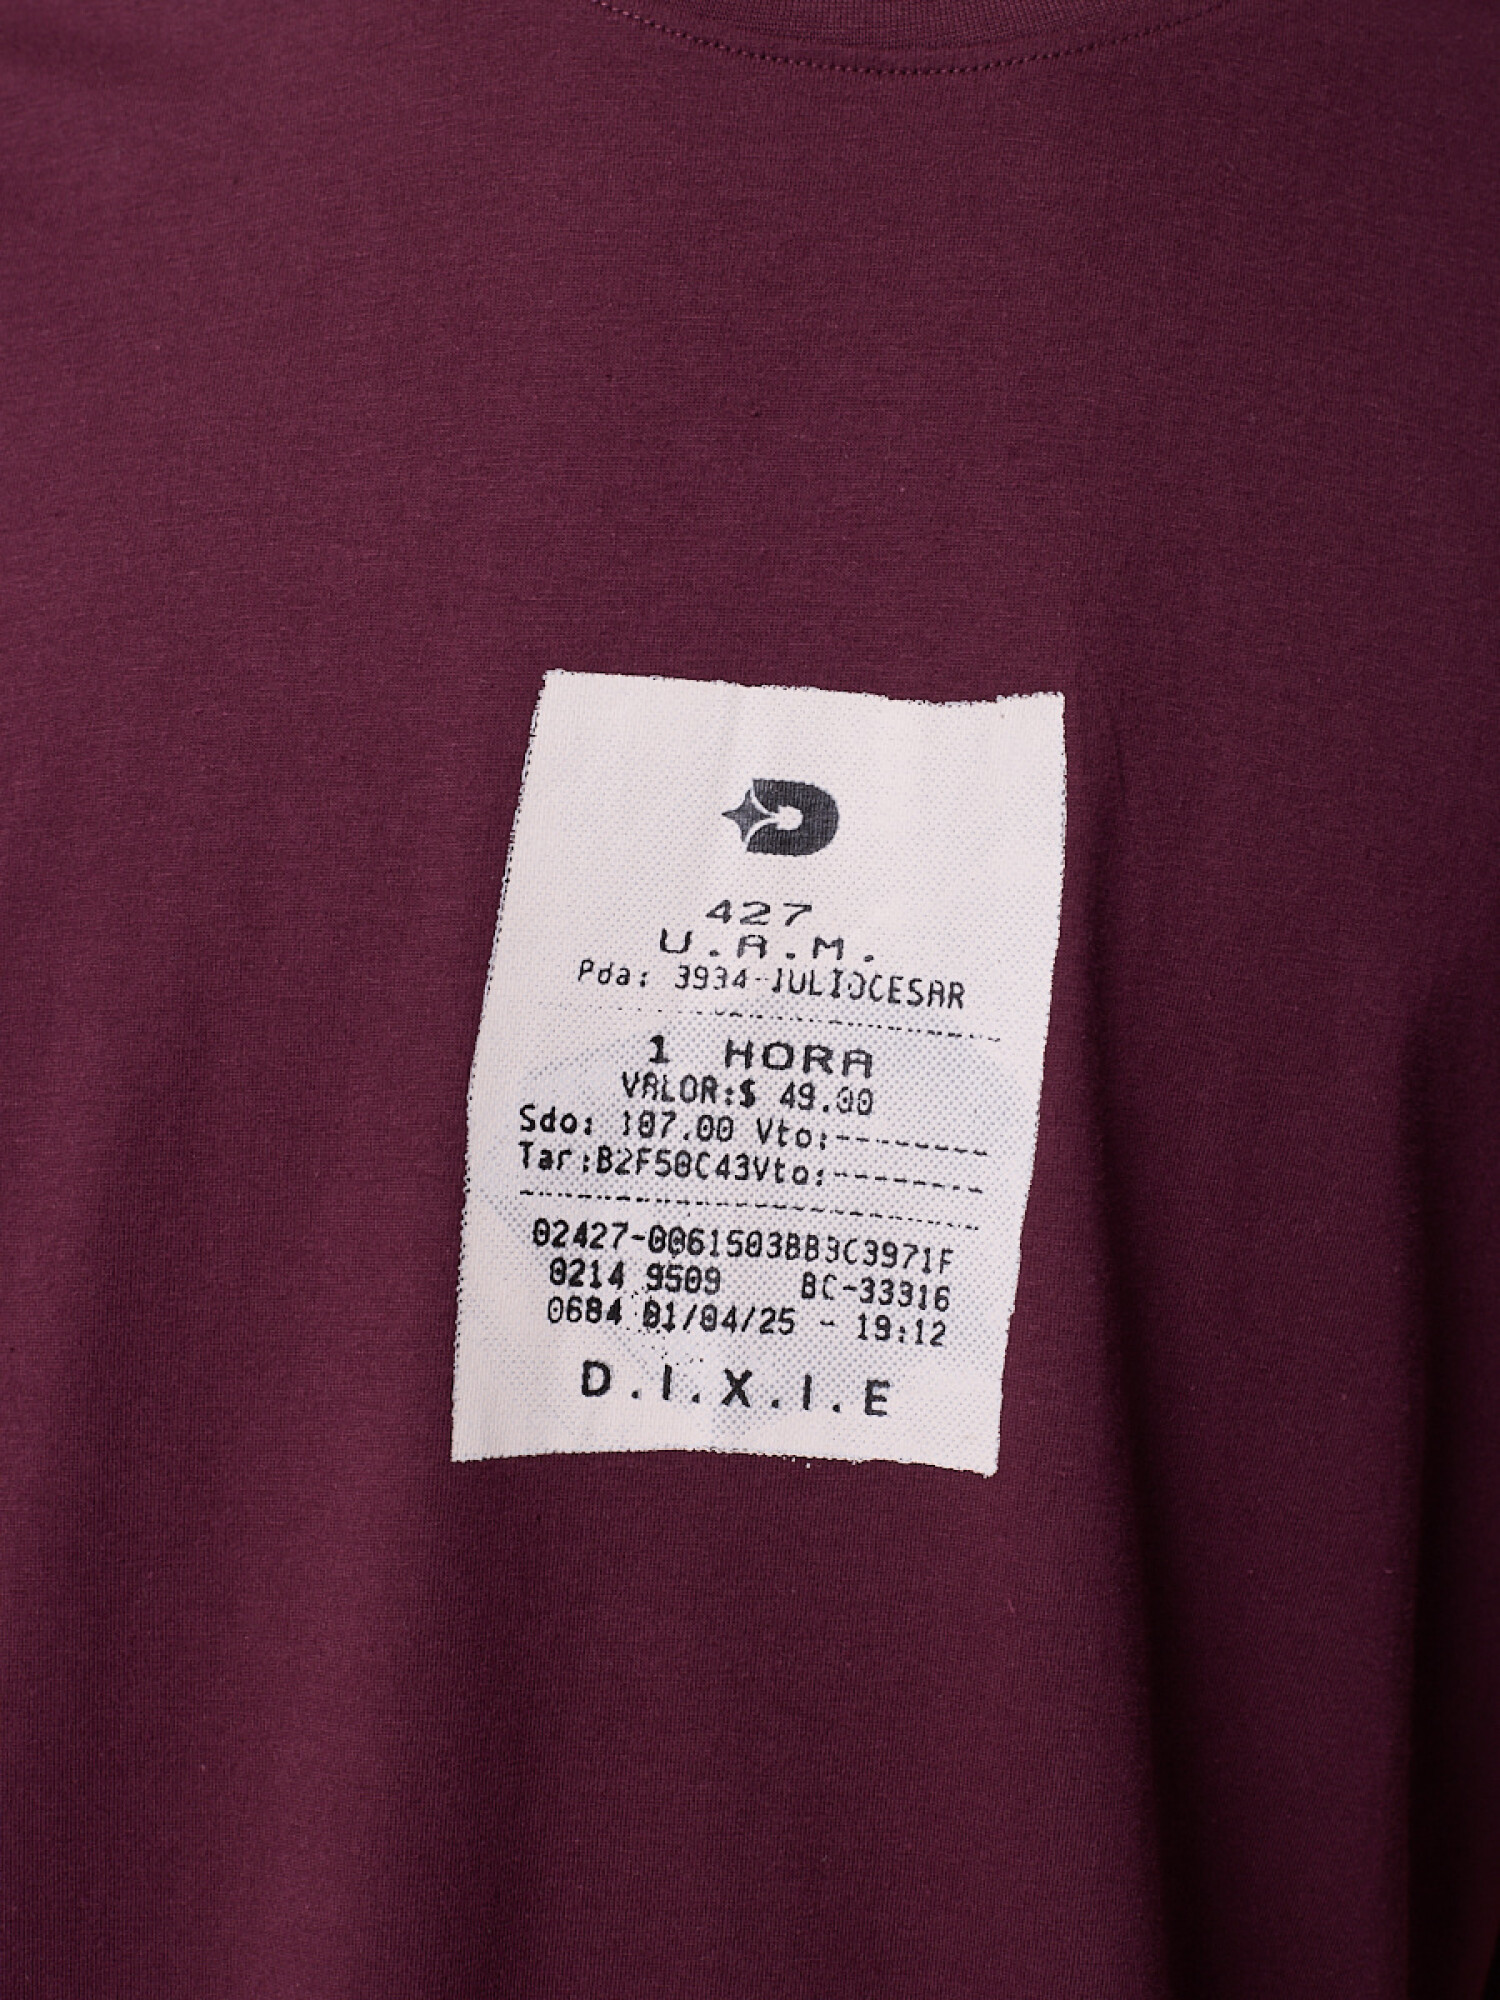 427
U.A.M.
Pda: 3934-JULIOCESAR
1 HORA
VALOR:$ 49.00
Sdo: 107.00 Vto:--------
Tar:B2F50C43Vto:--------
02427-0061503BB3C3971F
0214 9509 BC-33316
0684 01/04/25 - 19:12
D.I.X.I.E